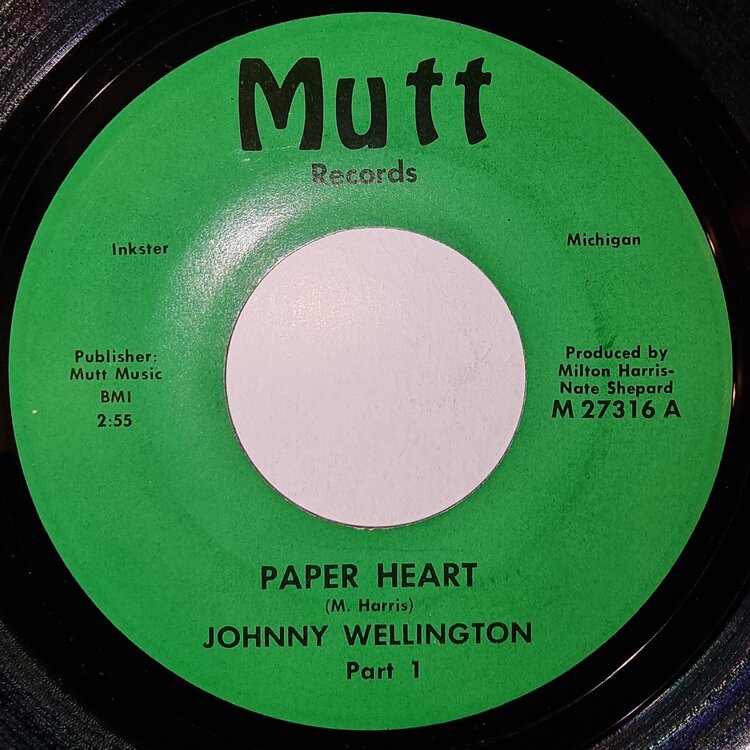 Mutt
Records
Inkster
Michigan
Publisher:
Mutt Music
BMI
2:55
Produced by
Milton Harris-
Nate Shepard
M 27316 A
PAPER HEART
(M. Harris)
JOHNNY WELLINGTON
Part 1